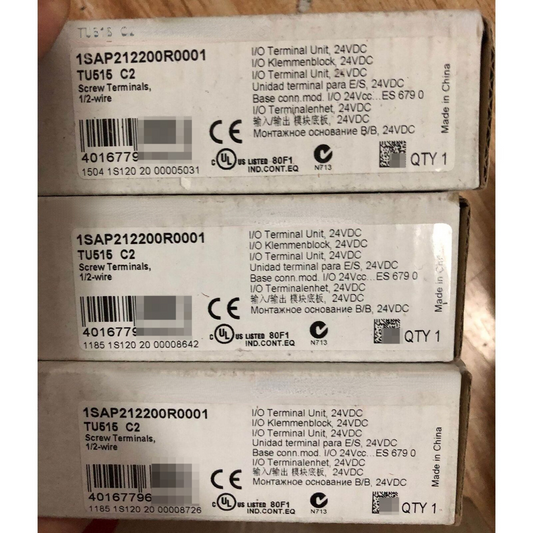 TU515 C2
1SAP212200R0001
TU515 C2
Screw Terminals,
1/2-wire
4016779
1504 1S120 20 00005031
CE
I/O Terminal Unit, 24VDC
I/O Klemmenblock, 24VDC
I/O Terminal Unit, 24VDC
Unidad terminal para E/S, 24VDC
Base conn.mod. I/O 24Vcc...ES 679 0
I/O Terminalenhet, 24VDC
输入/输出 模块底板, 24VDC
Монтажное основание В/В, 24VDC
C UL US LISTED 80F1
IND.CONT.EQ
N713
QTY 1
Made in China
1SAP212200R0001
TU515 C2
Screw Terminals,
1/2-wire
4016779
1185 1S120 20 00008642
CE
I/O Terminal Unit, 24VDC
I/O Klemmenblock, 24VDC
I/O Terminal Unit, 24VDC
Unidad terminal para E/S, 24VDC
Base conn.mod. I/O 24Vcc...ES 679 0
I/O Terminalenhet, 24VDC
输入/输出 模块底板, 24VDC
Монтажное основание В/В, 24VDC
C UL US LISTED 80F1
IND.CONT.EQ
N713
QTY 1
Made in China
1SAP212200R0001
TU515 C2
Screw Terminals,
1/2-wire
40167796
1185 1S120 20 00008726
CE
I/O Terminal Unit, 24VDC
I/O Klemmenblock, 24VDC
I/O Terminal Unit, 24VDC
Unidad terminal para E/S, 24VDC
Base conn.mod. I/O 24Vcc...ES 679 0
I/O Terminalenhet, 24VDC
输入/输出 模块底板, 24VDC
Монтажное основание В/В, 24VDC
C UL US LISTED 80F1
IND.CONT.EQ
N713
QTY 1
Made in China